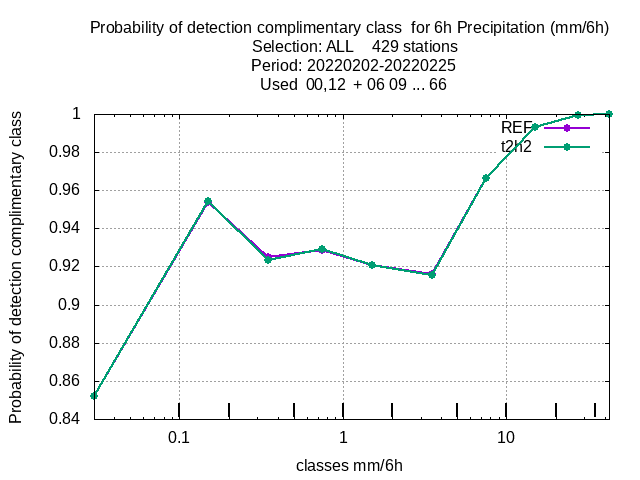 Probability of detection complimentary class  for 6h Precipitation (mm/6h)
Selection: ALL    429 stations
Period: 20220202-20220225
Used  00,12  + 06 09 ... 66
Probability of detection complimentary class
1
0.98
0.96
0.94
0.92
0.9
0.88
0.86
0.84
REF
t2h2
0.1
1
10
classes mm/6h